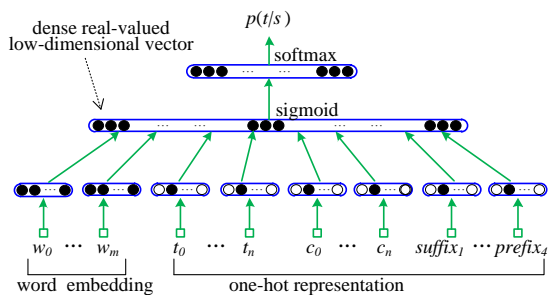 p(t/s)
dense real-valued
low-dimensional vector
softmax
sigmoid
w₀ ··· wₘ t₀ ··· tₙ c₀ ··· cₙ suffix₁ ··· prefix₄
word embedding one-hot representation